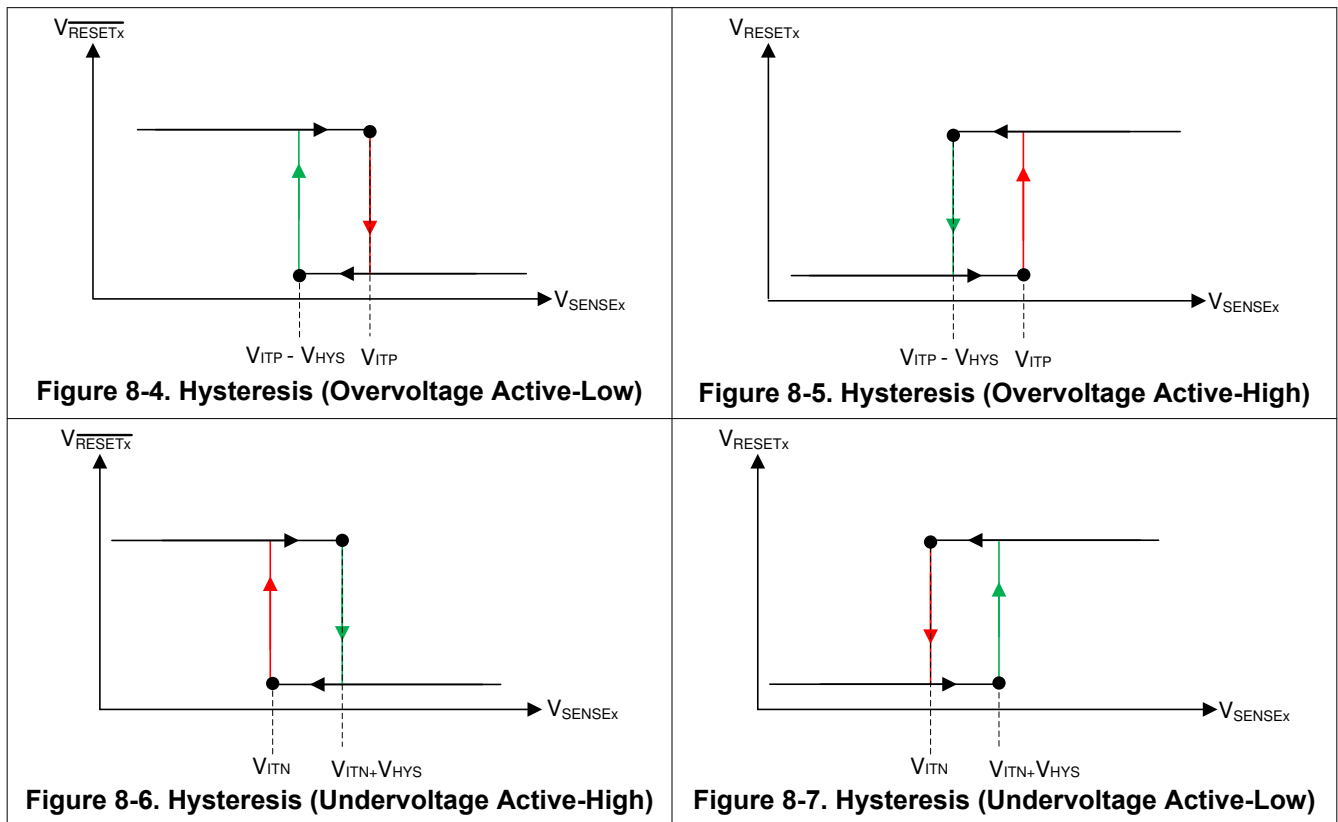 VRESETx
VSENSEx
VITP - VHYS
VITP
Figure 8-4. Hysteresis (Overvoltage Active-Low)
VRESETx
VSENSEx
VITP - VHYS
VITP
Figure 8-5. Hysteresis (Overvoltage Active-High)
VRESETx
VSENSEx
VITN
VITN+VHYS
Figure 8-6. Hysteresis (Undervoltage Active-High)
VRESETx
VSENSEx
VITN
VITN+VHYS
Figure 8-7. Hysteresis (Undervoltage Active-Low)